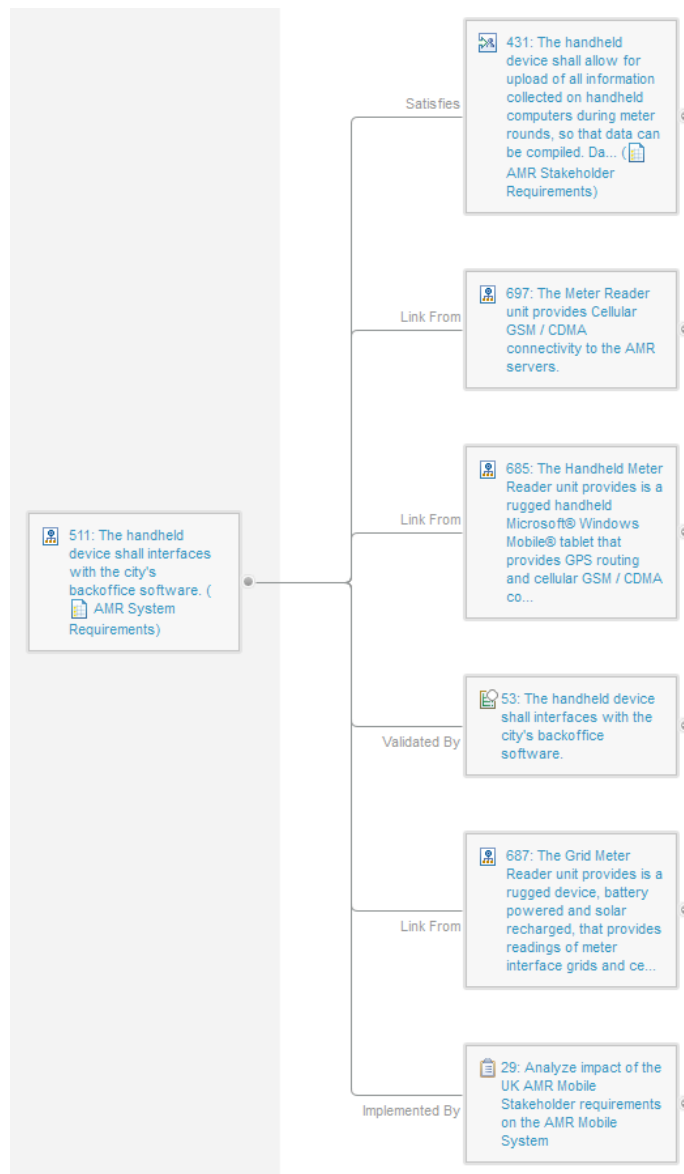 511: The handheld
device shall interfaces
with the city's
backoffice software. (
AMR System
Requirements)
Satisfies
431: The handheld
device shall allow for
upload of all information
collected on handheld
computers during meter
rounds, so that data can
be compiled. Da... (
AMR Stakeholder
Requirements)
Link From
697: The Meter Reader
unit provides Cellular
GSM / CDMA
connectivity to the AMR
servers.
Link From
685: The Handheld Meter
Reader unit provides is a
rugged handheld
Microsoft® Windows
Mobile® tablet that
provides GPS routing
and cellular GSM / CDMA
co...
Validated By
53: The handheld device
shall interfaces with the
city's backoffice
software.
Link From
687: The Grid Meter
Reader unit provides is a
rugged device, battery
powered and solar
recharged, that provides
readings of meter
interface grids and ce...
Implemented By
29: Analyze impact of the
UK AMR Mobile
Stakeholder requirements
on the AMR Mobile
System